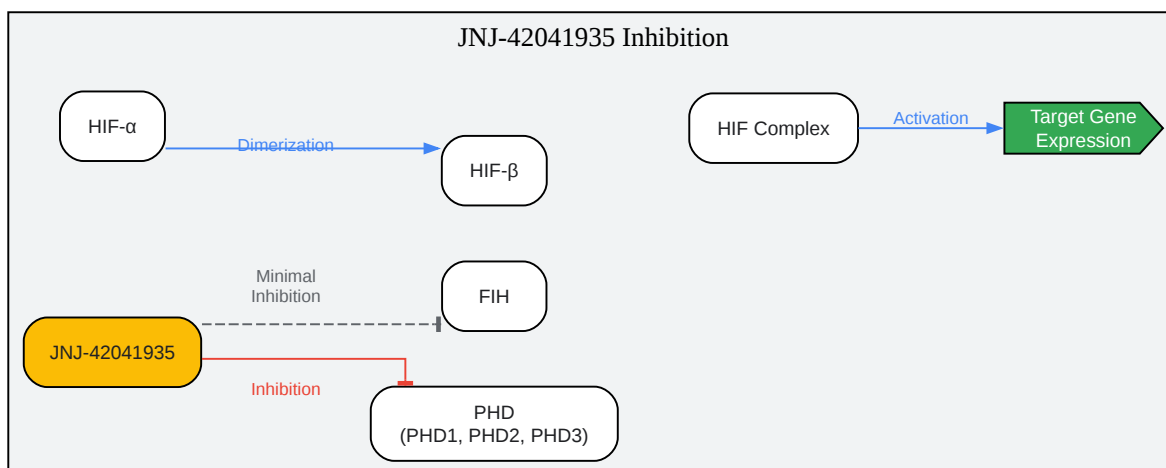 JNJ-42041935 Inhibition
HIF-α
Dimerization
HIF-β
HIF Complex
Activation
Target Gene
Expression
Minimal
Inhibition
FIH
JNJ-42041935
Inhibition
PHD
(PHD1, PHD2, PHD3)